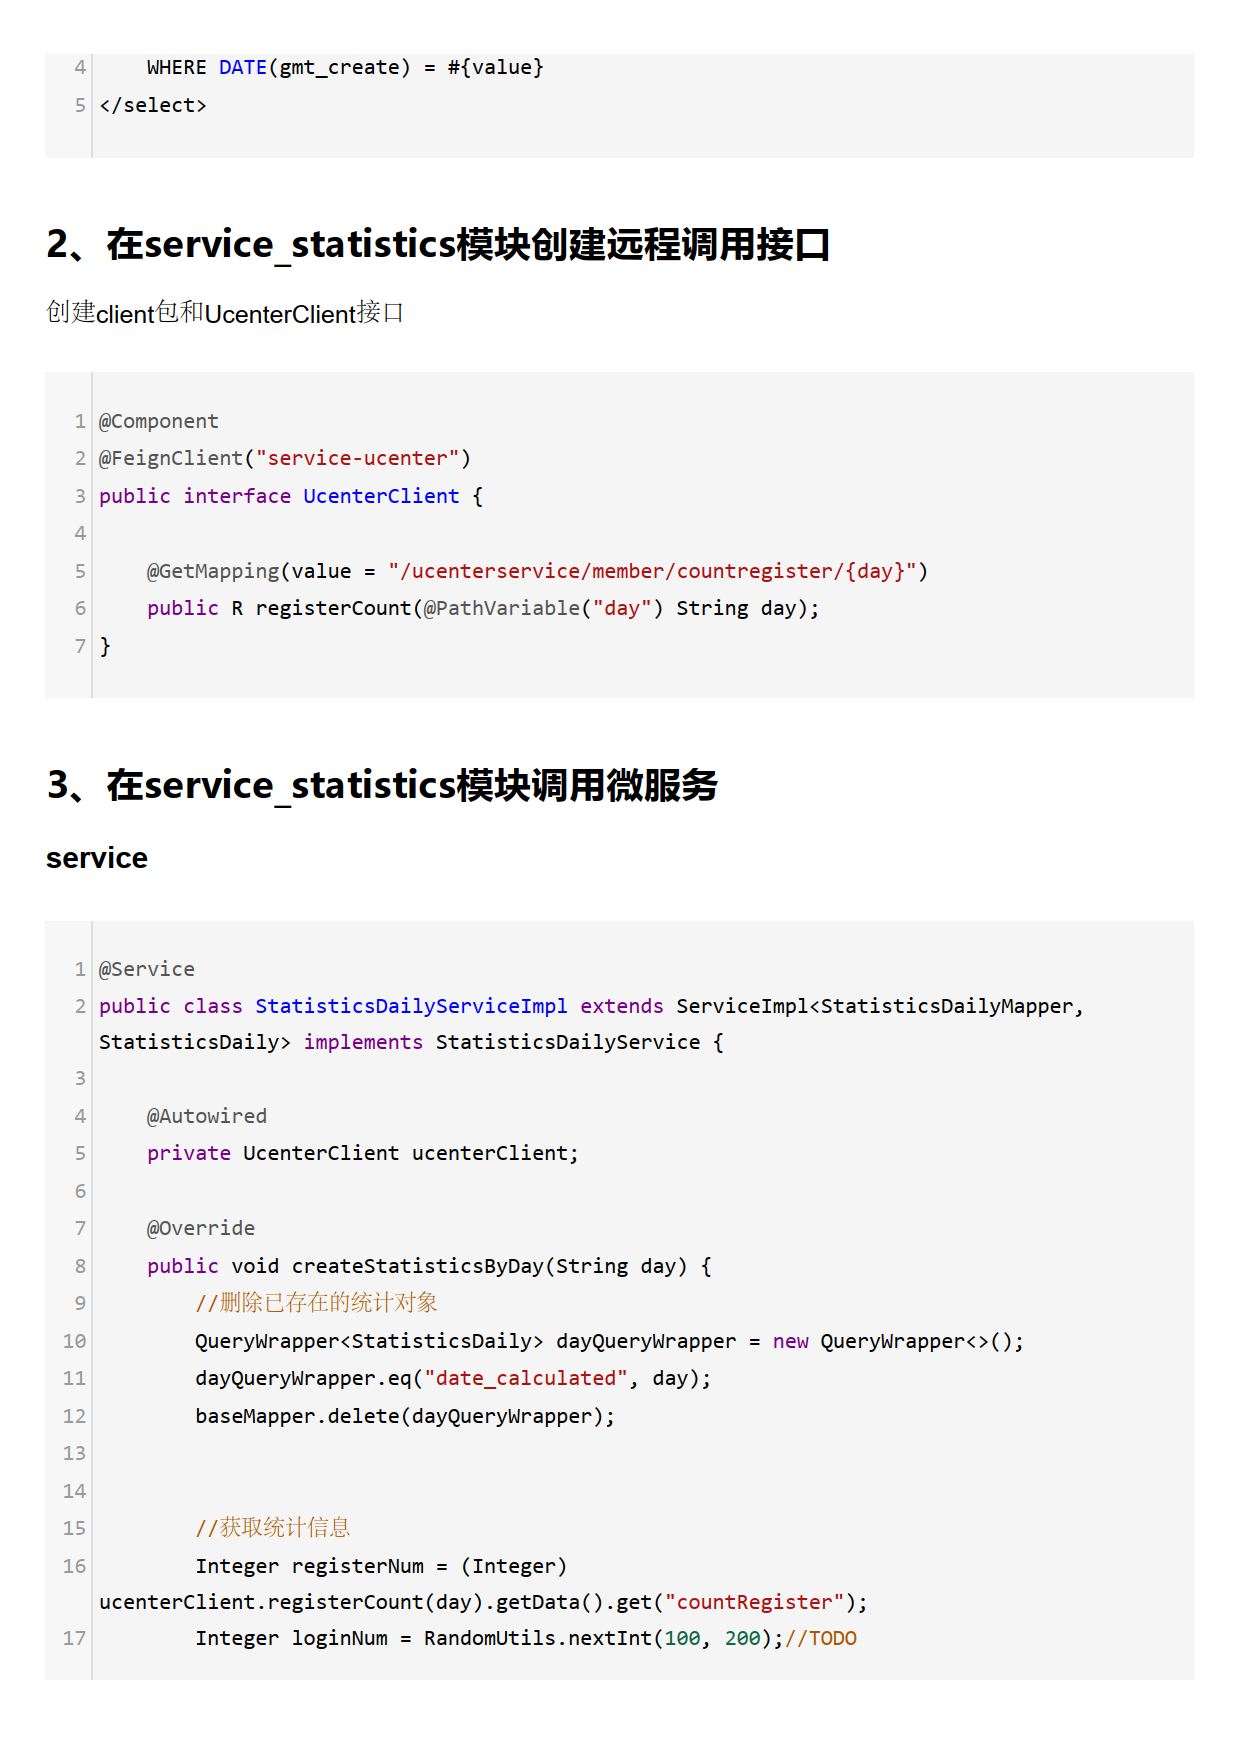 4     WHERE DATE(gmt_create) = #{value}
5 </select>
2、在service_statistics模块创建远程调用接口
创建client包和UcenterClient接口
1 @Component
2 @FeignClient("service-ucenter")
3 public interface UcenterClient {
4
5     @GetMapping(value = "/ucenterservice/member/countregister/{day}")
6     public R registerCount(@PathVariable("day") String day);
7 }
3、在service_statistics模块调用微服务
service
1 @Service
2 public class StatisticsDailyServiceImpl extends ServiceImpl<StatisticsDailyMapper,
StatisticsDaily> implements StatisticsDailyService {
3
4     @Autowired
5     private UcenterClient ucenterClient;
6
7     @Override
8     public void createStatisticsByDay(String day) {
9         //删除已存在的统计对象
10         QueryWrapper<StatisticsDaily> dayQueryWrapper = new QueryWrapper<>();
11         dayQueryWrapper.eq("date_calculated", day);
12         baseMapper.delete(dayQueryWrapper);
13
14
15         //获取统计信息
16         Integer registerNum = (Integer)
ucenterClient.registerCount(day).getData().get("countRegister");
17         Integer loginNum = RandomUtils.nextInt(100, 200);//TODO